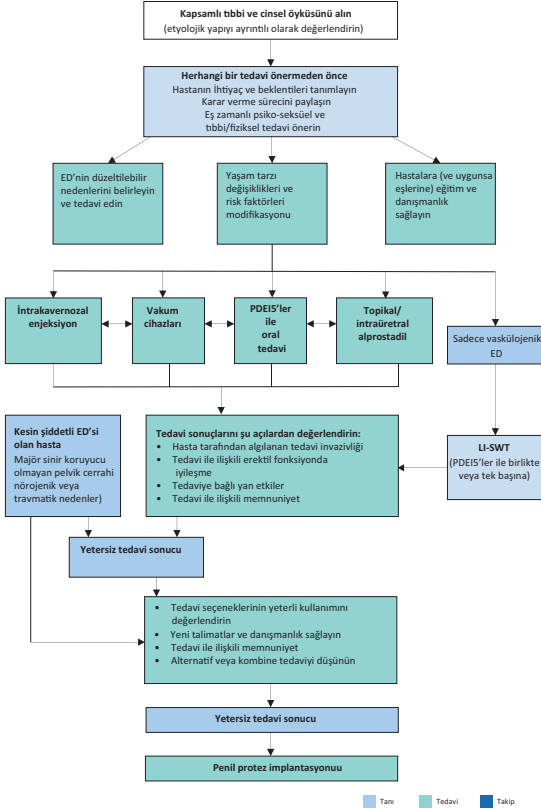 Kapsamlı tıbbi ve cinsel öyküsünü alın
(etyolojik yapıyı ayrıntılı olarak değerlendirin)
Herhangi bir tedavi önermeden önce
Hastanın İhtiyaç ve beklentileri tanımlayın
Karar verme sürecini paylaşın
Eş zamanlı psiko-seksüel ve
tıbbi/fiziksel tedavi önerin
ED'nin düzeltilebilir
nedenlerini belirleyin
ve tedavi edin
Yaşam tarzı
değişiklikleri ve
risk faktörleri
modifikasyonu
Hastalara (ve uygunsa
eşlerine) eğitim ve
danışmanlık
sağlayın
İntrakavernozal
enjeksiyon
Vakum
cihazları
PDEI5'ler
ile
oral
tedavi
Topikal/
intraüretral
alprostadil
Sadece vaskülojenik
ED
Kesin şiddetli ED'si
olan hasta
Majör sinir koruyucu
olmayan pelvik cerrahi
nörojenik veya
travmatik nedenler)
Tedavi sonuçlarını şu açılardan değerlendirin:
• Hasta tarafından algılanan tedavi invazivliği
• Tedavi ile ilişkili erektil fonksiyonda
iyileşme
• Tedaviye bağlı yan etkiler
• Tedavi ile ilişkili memnuniyet
LI-SWT
(PDEI5'ler ile birlikte
veya tek başına)
Yetersiz tedavi sonucu
• Tedavi seçeneklerinin yeterli kullanımını
değerlendirin
• Yeni talimatlar ve danışmanlık sağlayın
• Tedavi ile ilişkili memnuniyet
• Alternatif veya kombine tedaviyi düşünün
Yetersiz tedavi sonucu
Penil protez implantasyonuu
Tanı
Tedavi
Takip